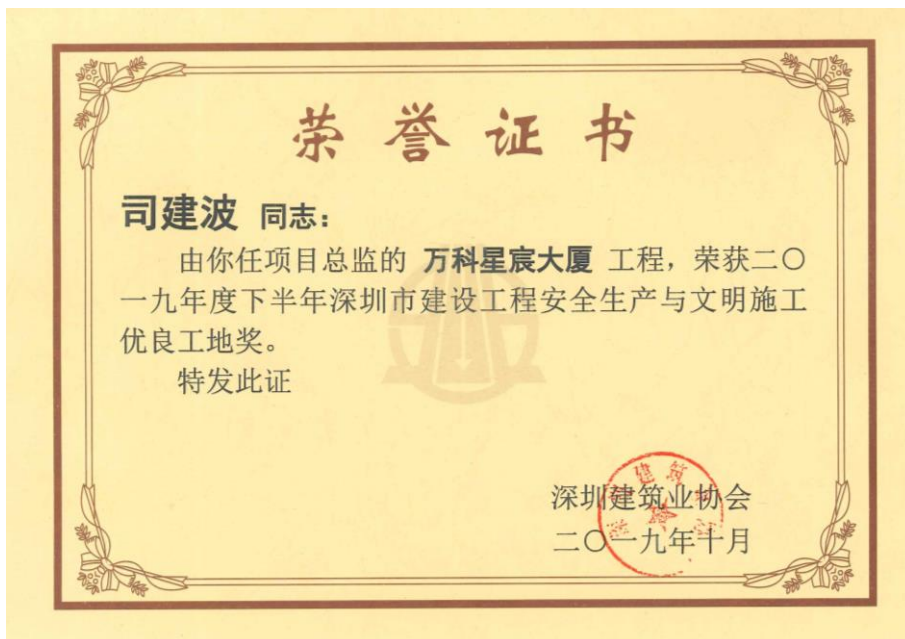 荣誉证书
司建波 同志：
由你任项目总监的 万科星宸大厦 工程，荣获二〇
一九年度下半年深圳市建设工程安全生产与文明施工
优良工地奖。
特发此证
深圳建筑业协会
二〇一九年十月